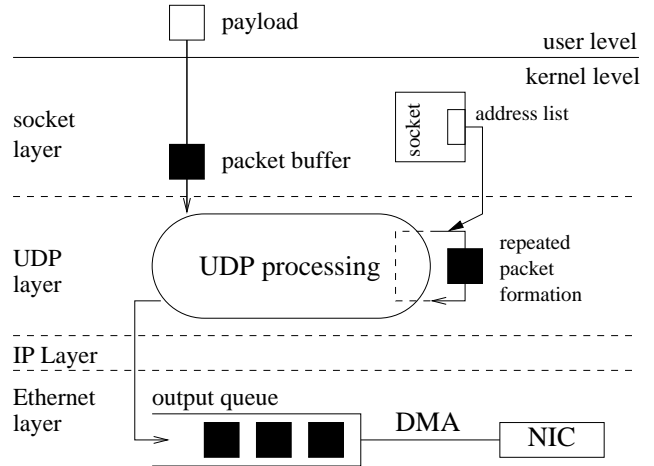 payload
user level
kernel level
socket
layer
packet buffer
socket
address list
UDP
layer
UDP processing
repeated
packet
formation
IP Layer
Ethernet
layer
output queue
DMA
NIC